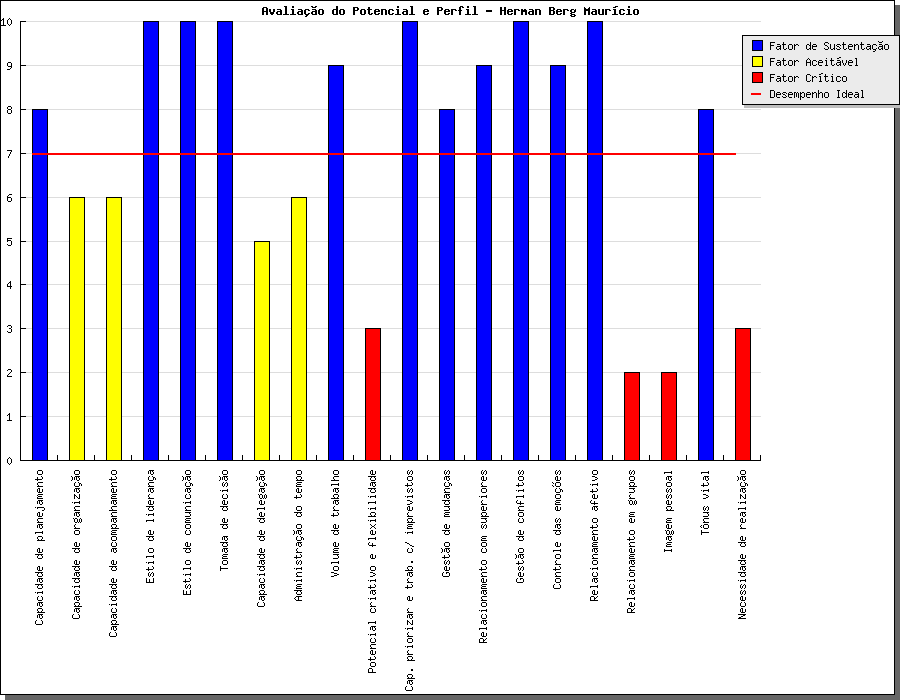 Avaliação do Potencial e Perfil - Herman Berg Maurício
Fator de Sustentação
Fator Aceitável
Fator Crítico
Desempenho Ideal
10
9
8
7
6
5
4
3
2
1
0
Capacidade de planejamento
Capacidade de organização
Capacidade de acompanhamento
Estilo de liderança
Estilo de comunicação
Tomada de decisão
Capacidade de delegação
Administração do tempo
Volume de trabalho
Potencial criativo e flexibilidade
Cap. priorizar e trab. c/ imprevistos
Gestão de mudanças
Relacionamento com superiores
Gestão de conflitos
Controle das emoções
Relacionamento afetivo
Relacionamento em grupos
Imagem pessoal
Tônus vital
Necessidade de realização